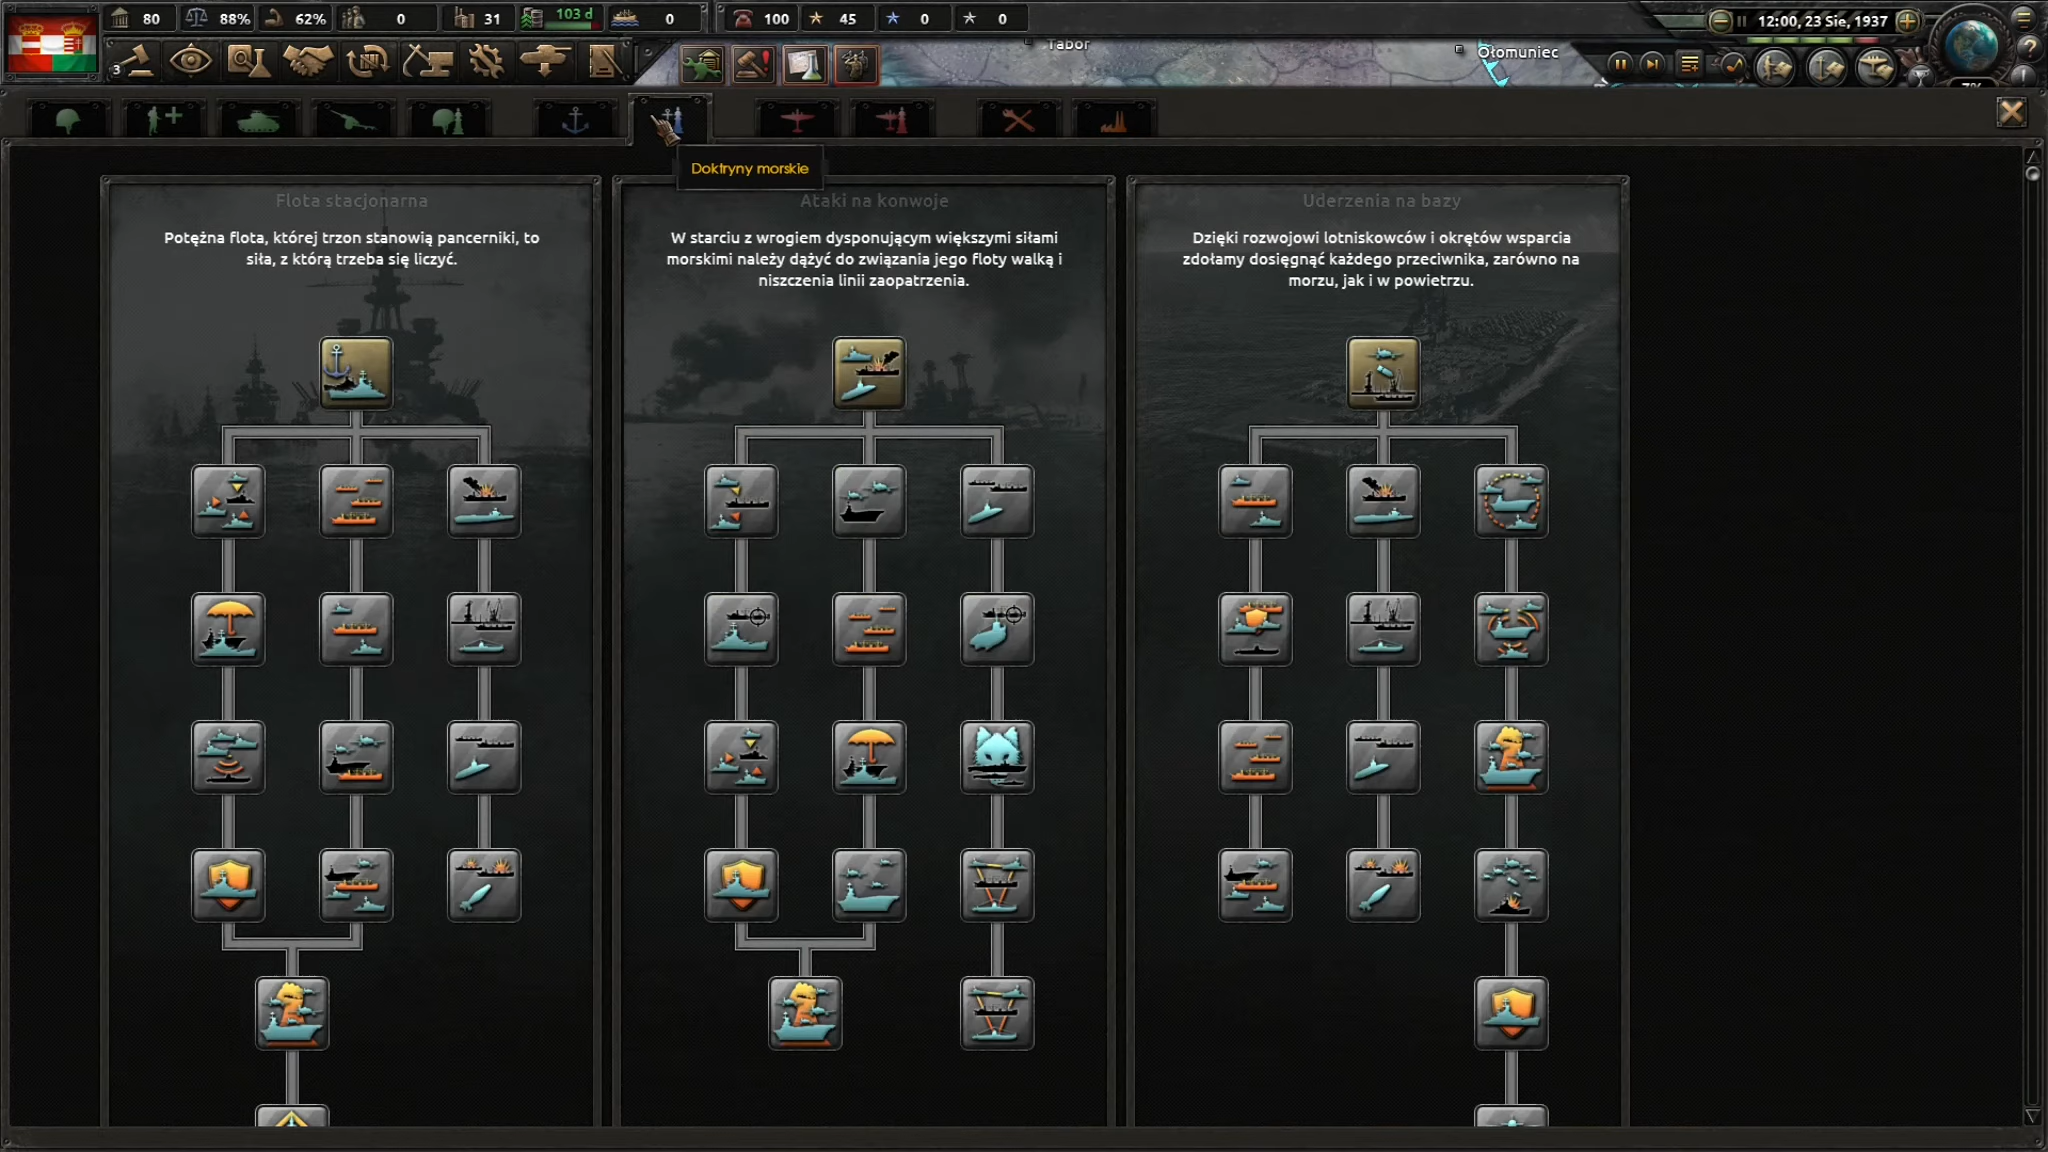 80 88% 62% 0 31 103 d 0 100 45 0 0 12:00, 23 Sie, 1937
3
Tabor
Ołomuniec
Doktryny morskie
Flota stacjonarna
Potężna flota, której trzon stanowią pancerniki, to
siła, z którą trzeba się liczyć.
Ataki na konwoje
W starciu z wrogiem dysponującym większymi siłami
morskimi należy dążyć do związania jego floty walką i
niszczenia linii zaopatrzenia.
Uderzenia na bazy
Dzięki rozwojowi lotniskowców i okrętów wsparcia
zdołamy dosięgnąć każdego przeciwnika, zarówno na
morzu, jak i w powietrzu.